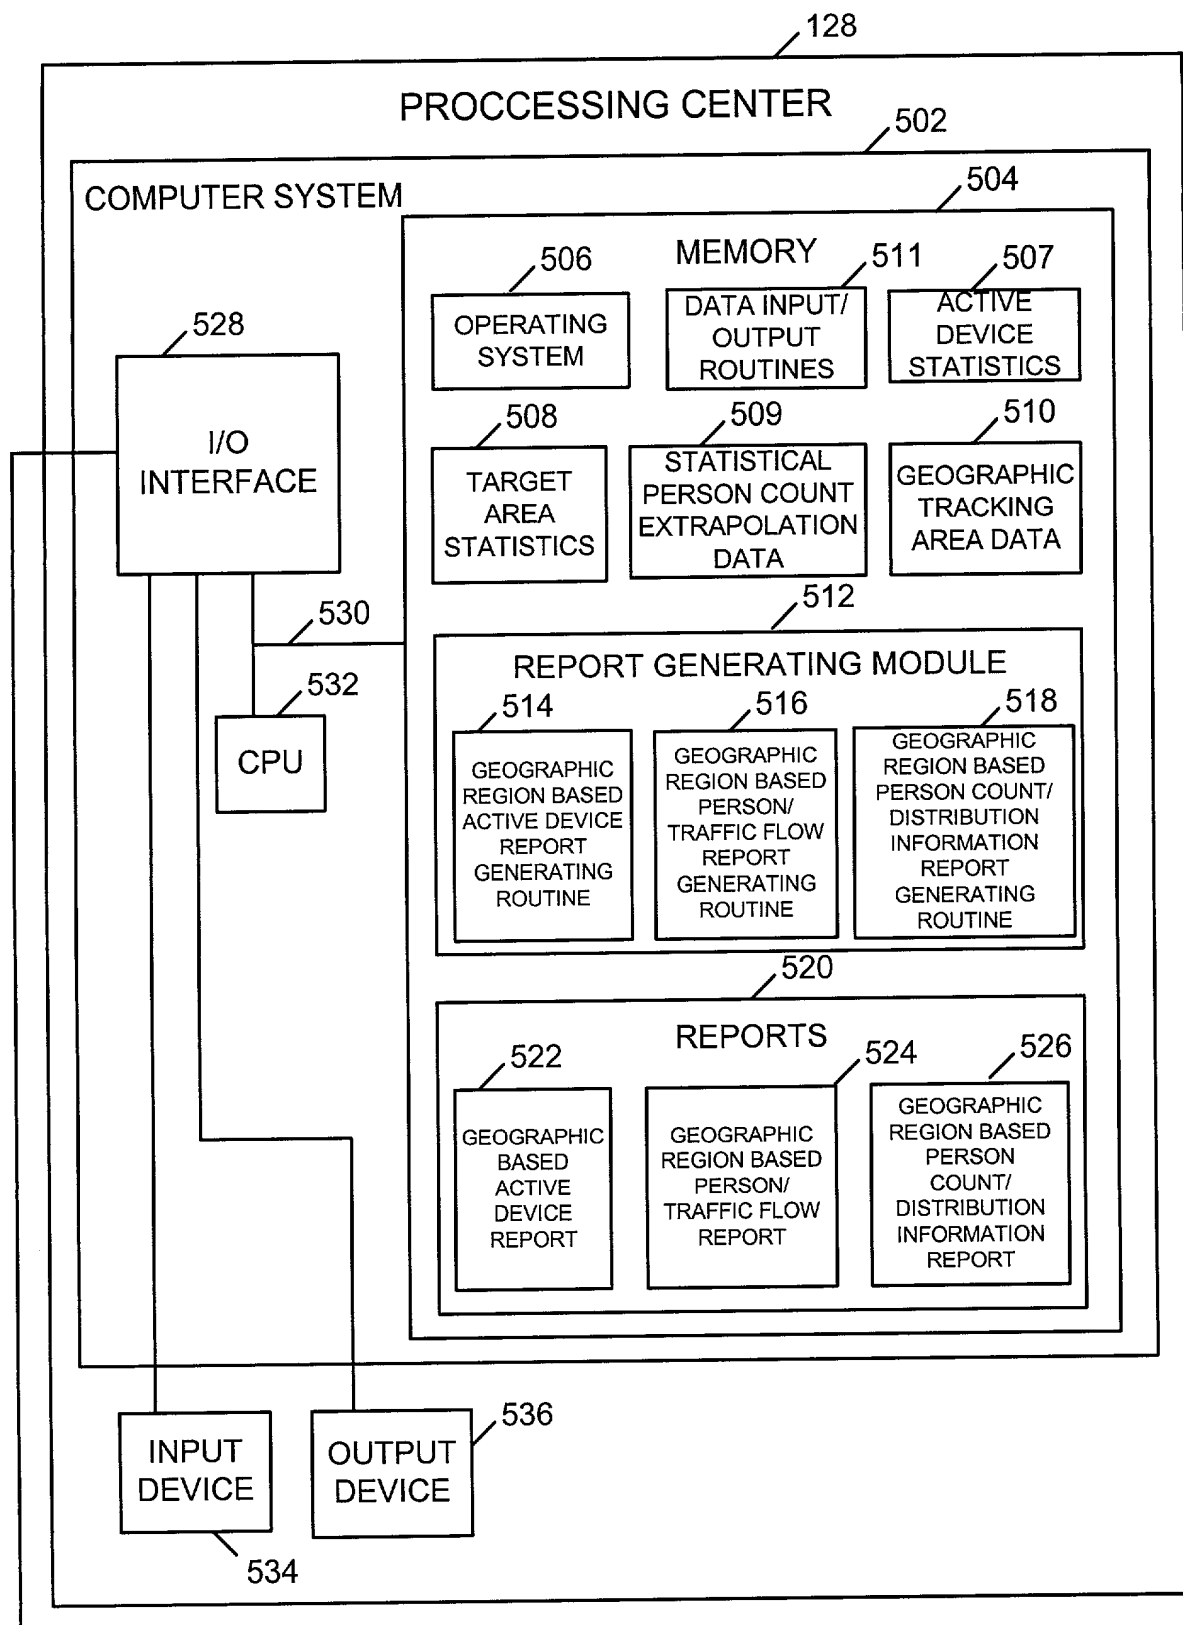 128
PROCCESSING CENTER
502
COMPUTER SYSTEM
504
MEMORY
506
OPERATING
SYSTEM
511
DATA INPUT/
OUTPUT
ROUTINES
507
ACTIVE
DEVICE
STATISTICS
528
I/O
INTERFACE
508
TARGET
AREA
STATISTICS
509
STATISTICAL
PERSON COUNT
EXTRAPOLATION
DATA
510
GEOGRAPHIC
TRACKING
AREA DATA
530
532
CPU
512
REPORT GENERATING MODULE
514
GEOGRAPHIC
REGION BASED
ACTIVE DEVICE
REPORT
GENERATING
ROUTINE
516
GEOGRAPHIC
REGION BASED
PERSON/
TRAFFIC FLOW
REPORT
GENERATING
ROUTINE
518
GEOGRAPHIC
REGION BASED
PERSON COUNT/
DISTRIBUTION
INFORMATION
REPORT
GENERATING
ROUTINE
520
REPORTS
522
GEOGRAPHIC
BASED
ACTIVE
DEVICE
REPORT
524
GEOGRAPHIC
REGION BASED
PERSON/
TRAFFIC FLOW
REPORT
526
GEOGRAPHIC
REGION BASED
PERSON
COUNT/
DISTRIBUTION
INFORMATION
REPORT
INPUT
DEVICE
534
OUTPUT
DEVICE
536